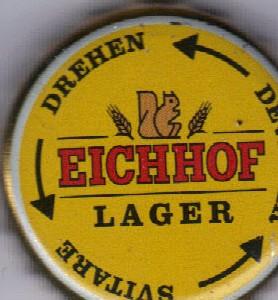 DREHEN
EICHHOF
LAGER
SVITARE